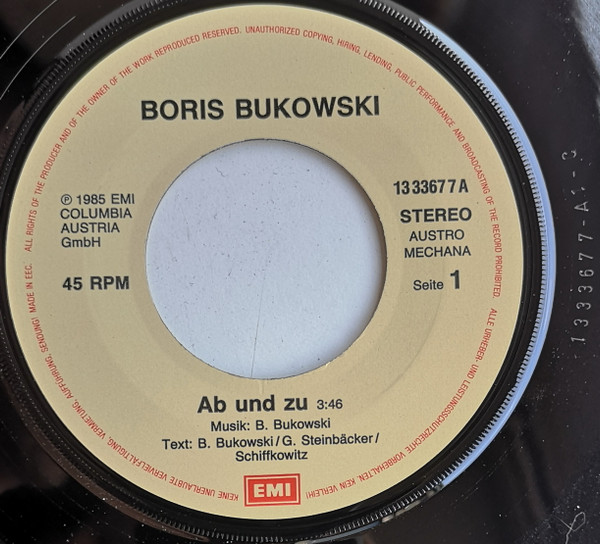 ALL RIGHTS OF THE PRODUCER AND OF THE OWNER OF THE WORK REPRODUCED RESERVED. UNAUTHORIZED COPYING, HIRING, LENDING, PUBLIC PERFORMANCE AND BROADCASTING OF THE RECORD PROHIBITED.
BORIS BUKOWSKI
℗ 1985 EMI
COLUMBIA
AUSTRIA
GmbH
45 RPM
1333677A
STEREO
AUSTRO
MECHANA
Seite 1
Ab und zu 3:46
Musik: B. Bukowski
Text: B. Bukowski/G. Steinbäcker/
Schiffkowitz
EMI
ALLE URHEBER- UND LEISTUNGSSCHUTZRECHTE VORBEHALTEN. KEIN VERLEIH! KEINE UNERLAUBTE VERVIELFÄLTIGUNG, VERMIETUNG, AUFFÜHRUNG, SENDUNG! MADE IN EEC.
1333677-A1-3